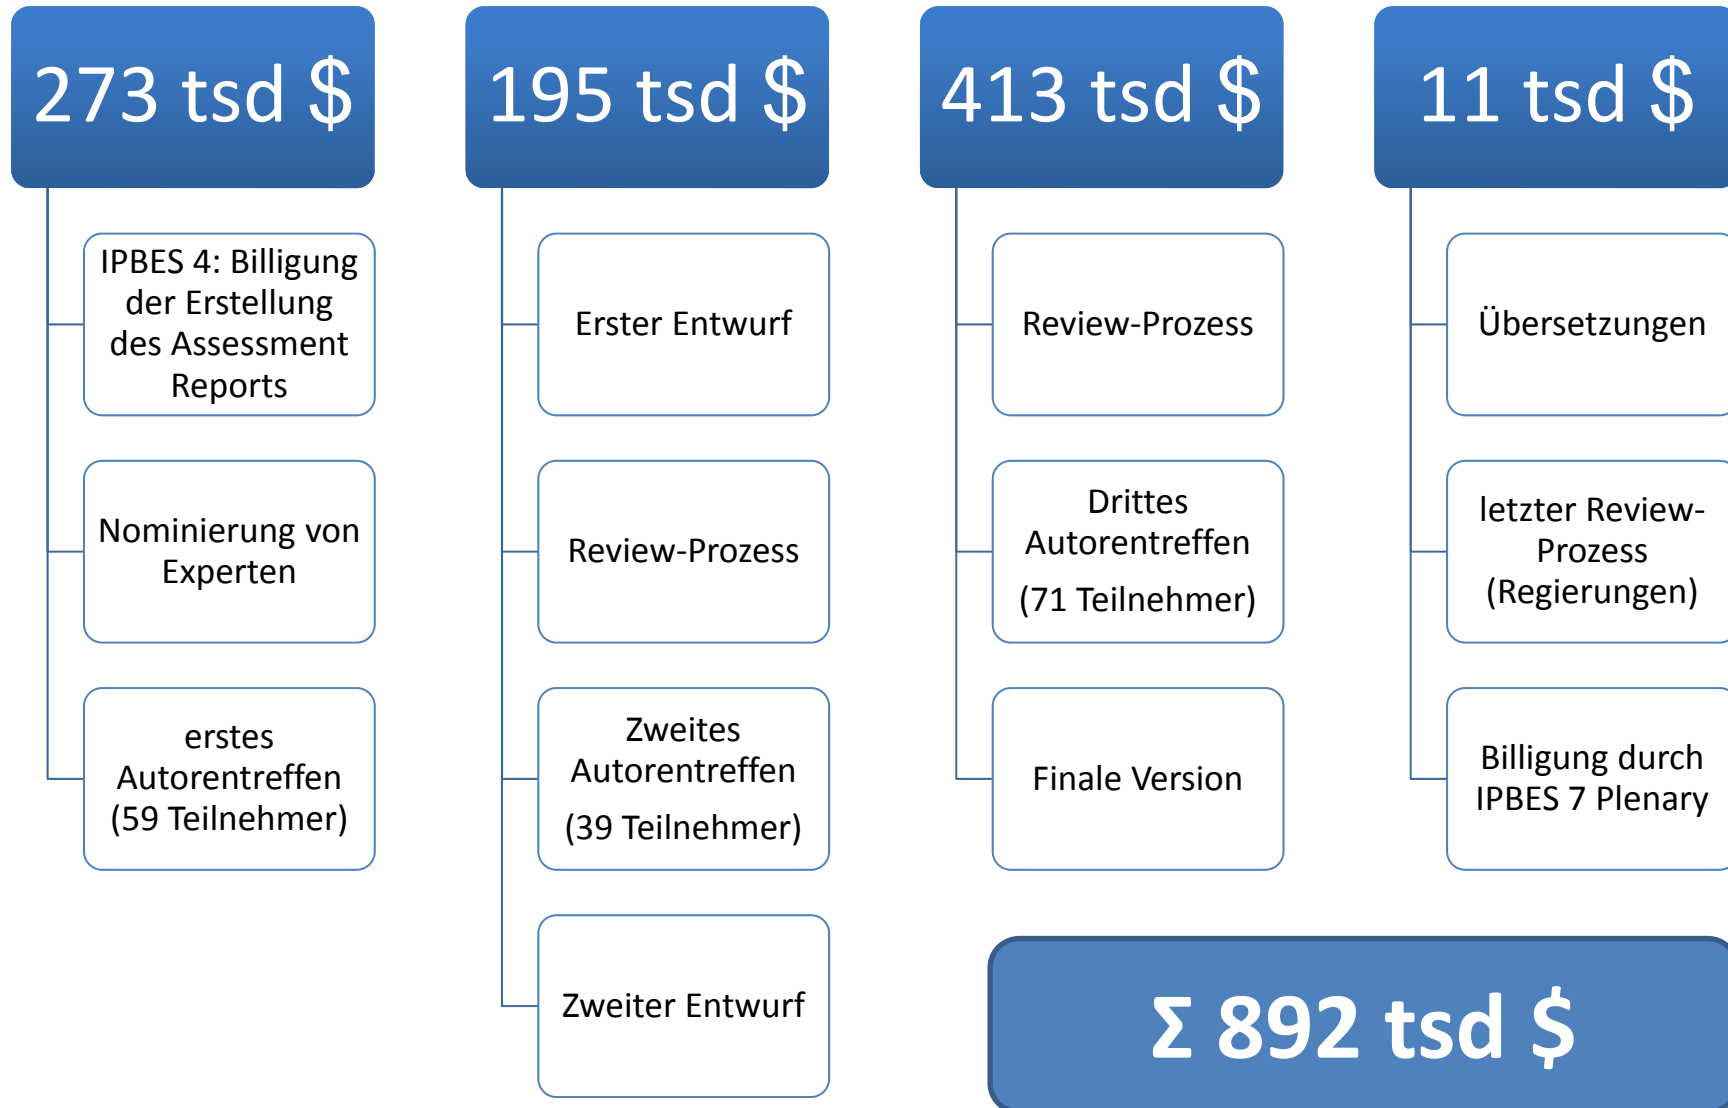 273 tsd $
IPBES 4: Billigung
der Erstellung
des Assessment
Reports
Nominierung von
Experten
erstes
Autorentreffen
(59 Teilnehmer)
195 tsd $
Erster Entwurf
Review-Prozess
Zweites
Autorentreffen
(39 Teilnehmer)
Zweiter Entwurf
413 tsd $
Review-Prozess
Drittes
Autorentreffen
(71 Teilnehmer)
Finale Version
11 tsd $
Übersetzungen
letzter Review-
Prozess
(Regierungen)
Billigung durch
IPBES 7 Plenary
Σ 892 tsd $